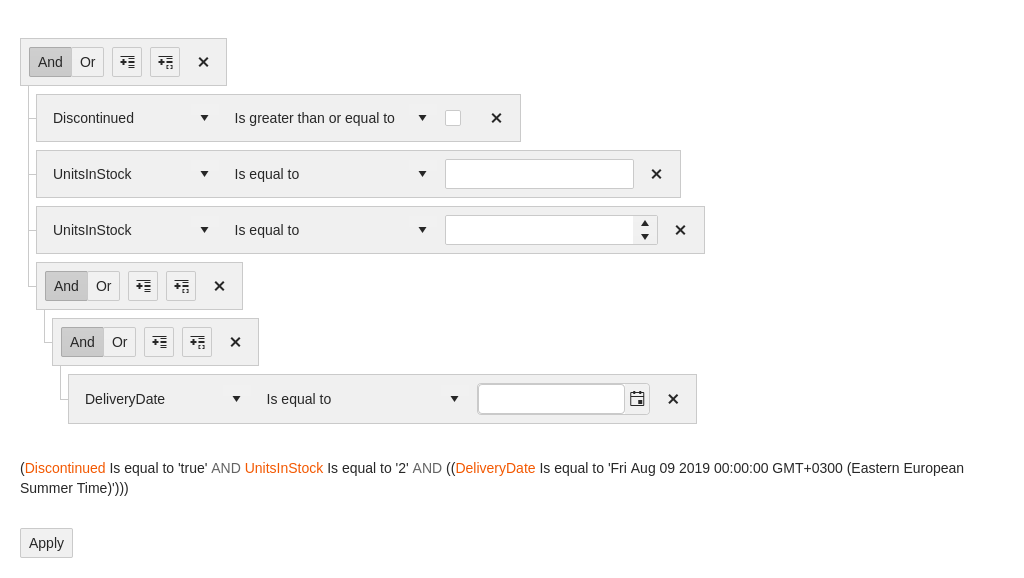 And Or
Discontinued Is greater than or equal to
UnitsInStock Is equal to
UnitsInStock Is equal to
And Or
And Or
DeliveryDate Is equal to
(Discontinued Is equal to 'true' AND UnitsInStock Is equal to '2' AND ((DeliveryDate Is equal to 'Fri Aug 09 2019 00:00:00 GMT+0300 (Eastern European
Summer Time)')))
Apply